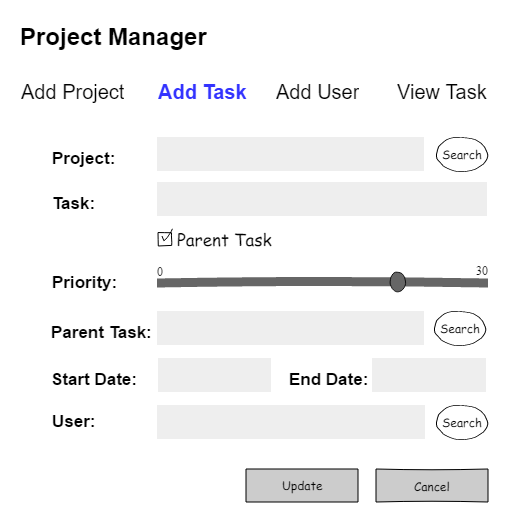 Project Manager
Add Project Add Task Add User View Task
Project: Search
Task:
Parent Task
0 30
Priority:
Parent Task: Search
Start Date: End Date:
User: Search
Update Cancel